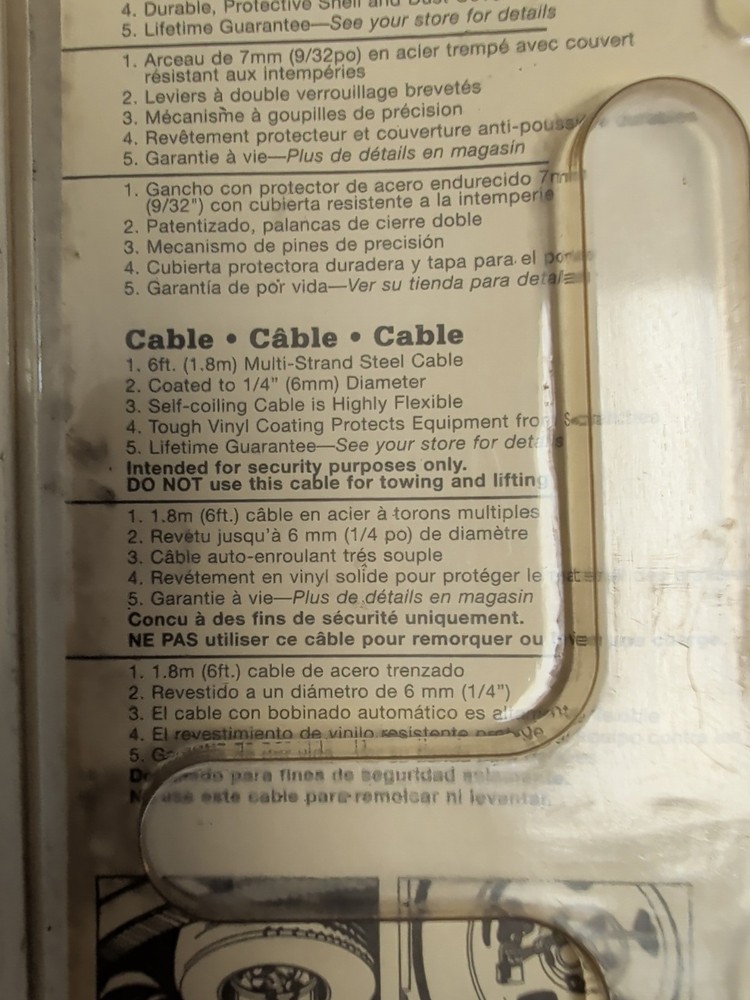 4. Durable, Protective Shell and Dust
5. Lifetime Guarantee—See your store for details
1. Arceau de 7mm (9/32po) en acier trempé avec couvert
résistant aux intempéries
2. Leviers à double verrouillage brevetés
3. Mécanisme à goupilles de précision
4. Revêtement protecteur et couverture
5. Garantie à vie—Plus de détails en magasin
1. Gancho con protector de acero endurecido
(9/32") con cubierta resistente a la intemperie
2. Patentizado, palancas de cierre doble
3. Mecanismo de pines de precisión
4. Cubierta protectora duradera y tapa para el
5. Garantía de por vida—Ver su tienda para
Cable • Câble • Cable
1. 6ft. (1.8m) Multi-Strand Steel Cable
2. Coated to 1/4" (6mm) Diameter
3. Self-coiling Cable is Highly Flexible
4. Tough Vinyl Coating Protects Equipment
5. Lifetime Guarantee—See your store for
Intended for security purposes only.
DO NOT use this cable for towing and lifting
1. 1.8m (6ft.) câble en acier à torons multiples
2. Revétu jusqu'à 6 mm (1/4 po) de diamètre
3. Câble auto-enroulant trés souple
4. Revétement en vinyl solide pour protéger le
5. Garantie à vie—Plus de détails en magasin
Concu à des fins de sécurité uniquement.
NE PAS utiliser ce câble pour remorquer ou
1. 1.8m (6ft.) cable de acero trenzado
2. Revestido a un diámetro de 6 mm (1/4")
3. El cable con bobinado automático es
4. El revestimiento de vinilo resistente
5.
para fines de seguridad
este cable para remolcar ni levantar